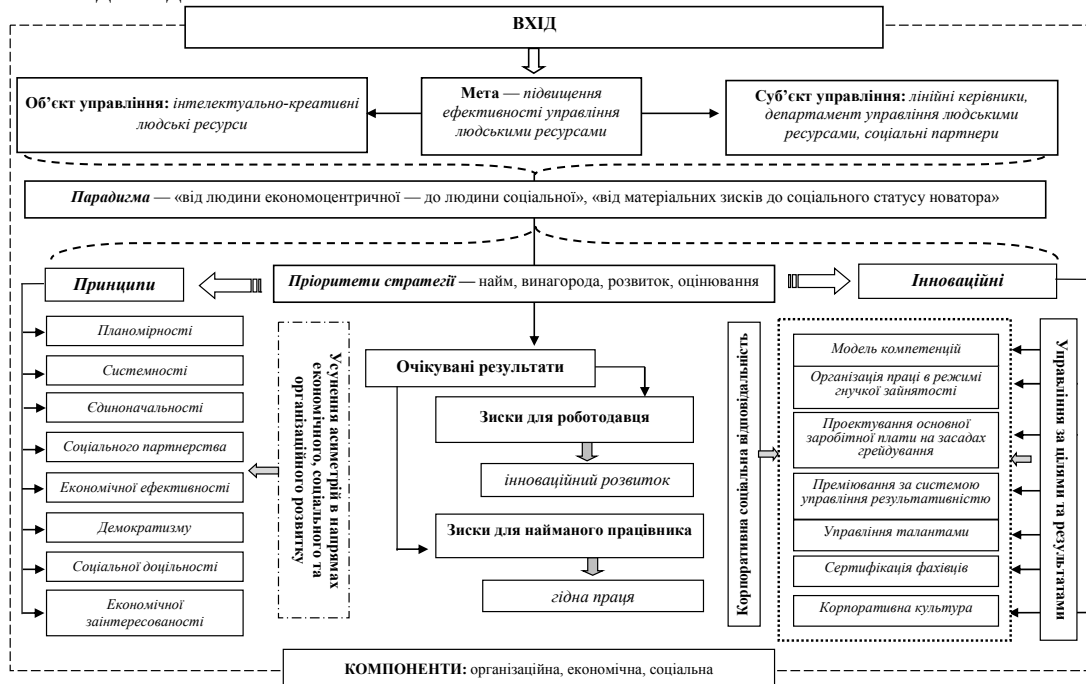 ВХІД
Об’єкт управління: інтелектуально-креативні
людські ресурси
Мета — підвищення
ефективності управління
людськими ресурсами
Суб’єкт управління: лінійні керівники,
департамент управління людськими
ресурсами, соціальні партнери
Парадигма — «від людини економоцентричної — до людини соціальної», «від матеріальних зисків до соціального статусу новатора»
Принципи
Пріоритети стратегії — найм, винагорода, розвиток, оцінювання
Інноваційні
Планомірності
Системності
Єдиноначальності
Соціального партнерства
Економічної ефективності
Демократизму
Соціальної доцільності
Економічної
заінтересованості
Усунення асиметрій в напрямах
економічного, соціального та
організаційного розвитку
Очікувані результати
Зиски для роботодавця
інноваційний розвиток
Зиски для найманого працівника
гідна праця
Корпоративна соціальна відповідальність
Модель компетенцій
Організація праці в режимі
гнучкої зайнятості
Проектування основної
заробітної плати на засадах
грейдування
Преміювання за системою
управління результативністю
Управління талантами
Сертифікація фахівців
Корпоративна культура
Управління за цілями та результатами
КОМПОНЕНТИ: організаційна, економічна, соціальна